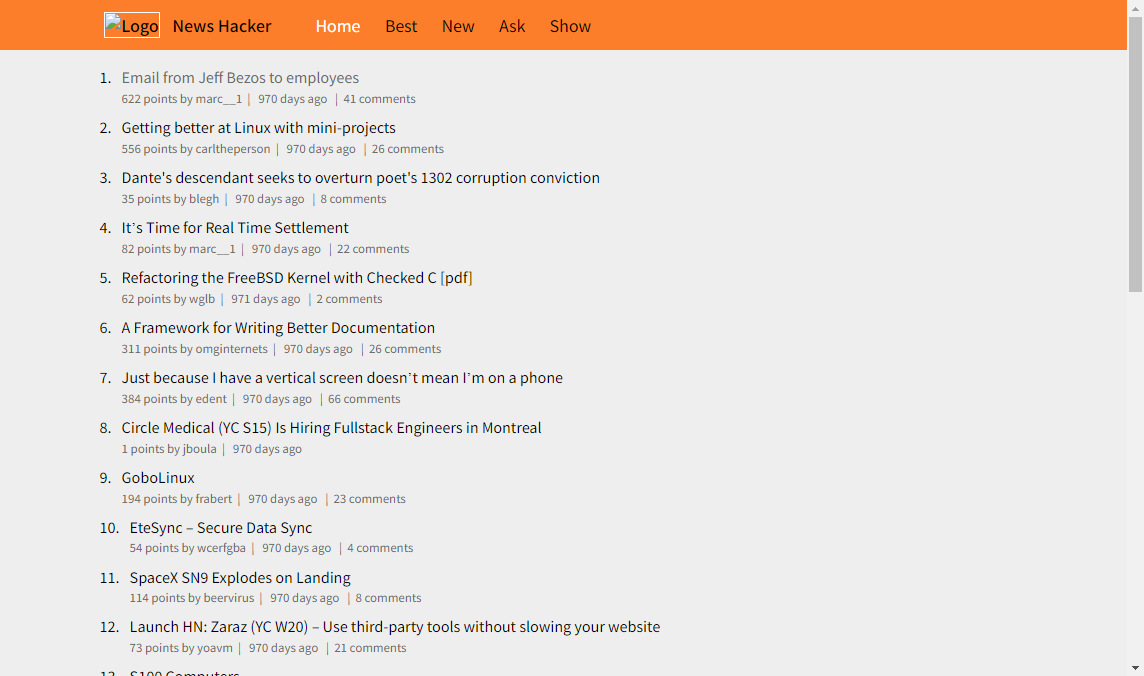 Logo News Hacker Home Best New Ask Show
1. Email from Jeff Bezos to employees
622 points by marc__1 | 970 days ago | 41 comments
2. Getting better at Linux with mini-projects
556 points by carltheperson | 970 days ago | 26 comments
3. Dante's descendant seeks to overturn poet's 1302 corruption conviction
35 points by blegh | 970 days ago | 8 comments
4. It’s Time for Real Time Settlement
82 points by marc__1 | 970 days ago | 22 comments
5. Refactoring the FreeBSD Kernel with Checked C [pdf]
62 points by wglb | 971 days ago | 2 comments
6. A Framework for Writing Better Documentation
311 points by omginternets | 970 days ago | 26 comments
7. Just because I have a vertical screen doesn’t mean I’m on a phone
384 points by edent | 970 days ago | 66 comments
8. Circle Medical (YC S15) Is Hiring Fullstack Engineers in Montreal
1 points by jboula | 970 days ago
9. GoboLinux
194 points by frabert | 970 days ago | 23 comments
10. EteSync – Secure Data Sync
54 points by wcerfgba | 970 days ago | 4 comments
11. SpaceX SN9 Explodes on Landing
114 points by beervirus | 970 days ago | 8 comments
12. Launch HN: Zaraz (YC W20) – Use third-party tools without slowing your website
73 points by yoavm | 970 days ago | 21 comments
13. S100 Computers